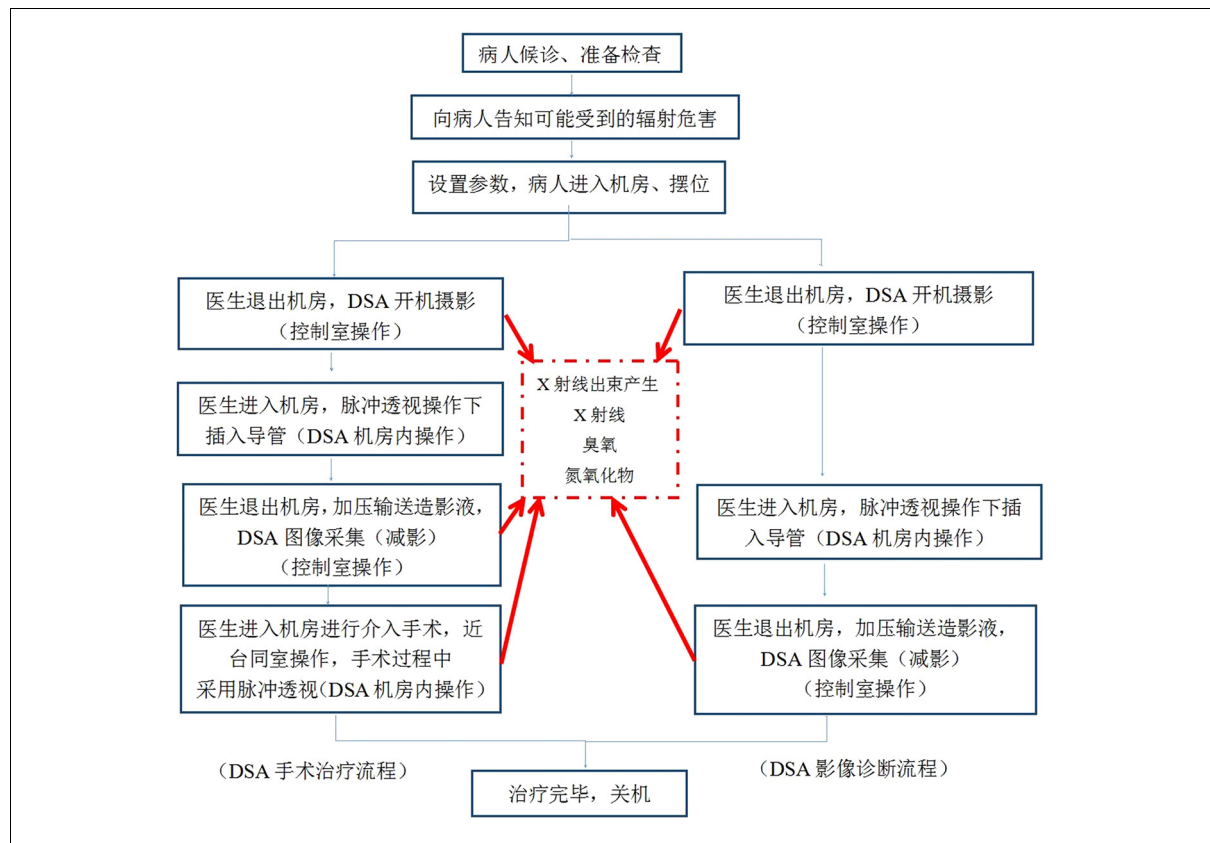 病人候诊、准备检查
向病人告知可能受到的辐射危害
设置参数，病人进入机房、摆位
医生退出机房，DSA 开机摄影
（控制室操作）
医生进入机房，脉冲透视操作下
插入导管（DSA 机房内操作）
医生退出机房，加压输送造影液，
DSA 图像采集（减影）
（控制室操作）
医生进入机房进行介入手术，近
台同室操作，手术过程中
采用脉冲透视（DSA 机房内操作）
（DSA 手术治疗流程）
X 射线出束产生
X 射线
臭氧
氮氧化物
医生退出机房，DSA 开机摄影
（控制室操作）
医生进入机房，脉冲透视操作下插
入导管（DSA 机房内操作）
医生退出机房，加压输送造影液，
DSA 图像采集（减影）
（控制室操作）
（DSA 影像诊断流程）
治疗完毕，关机